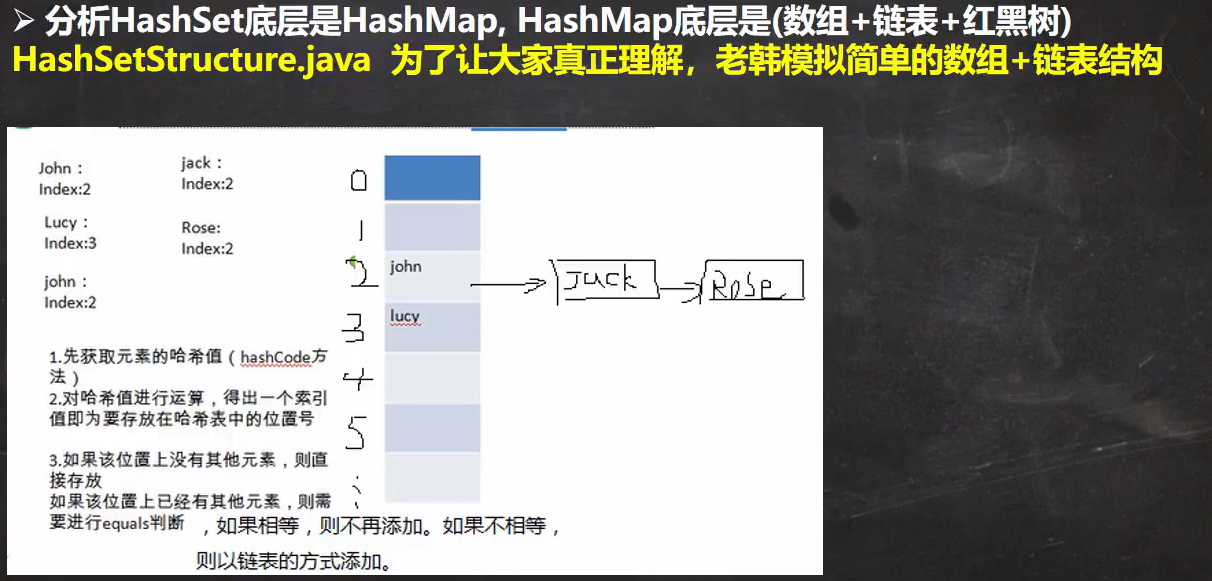 ➢ 分析HashSet底层是HashMap, HashMap底层是(数组+链表+红黑树)
HashSetStructure.java 为了让大家真正理解，老韩模拟简单的数组+链表结构
John：
Index:2
jack：
Index:2
Lucy：
Index:3
Rose:
Index:2
john：
Index:2
0
1
2
john
Jack
Rose
3
lucy
4
5
1.先获取元素的哈希值（hashCode方
法）
2.对哈希值进行运算，得出一个索引
值即为要存放在哈希表中的位置号
3.如果该位置上没有其他元素，则直
接存放
如果该位置上已经有其他元素，则需
要进行equals判断 ，如果相等，则不再添加。如果不相等，
则以链表的方式添加。